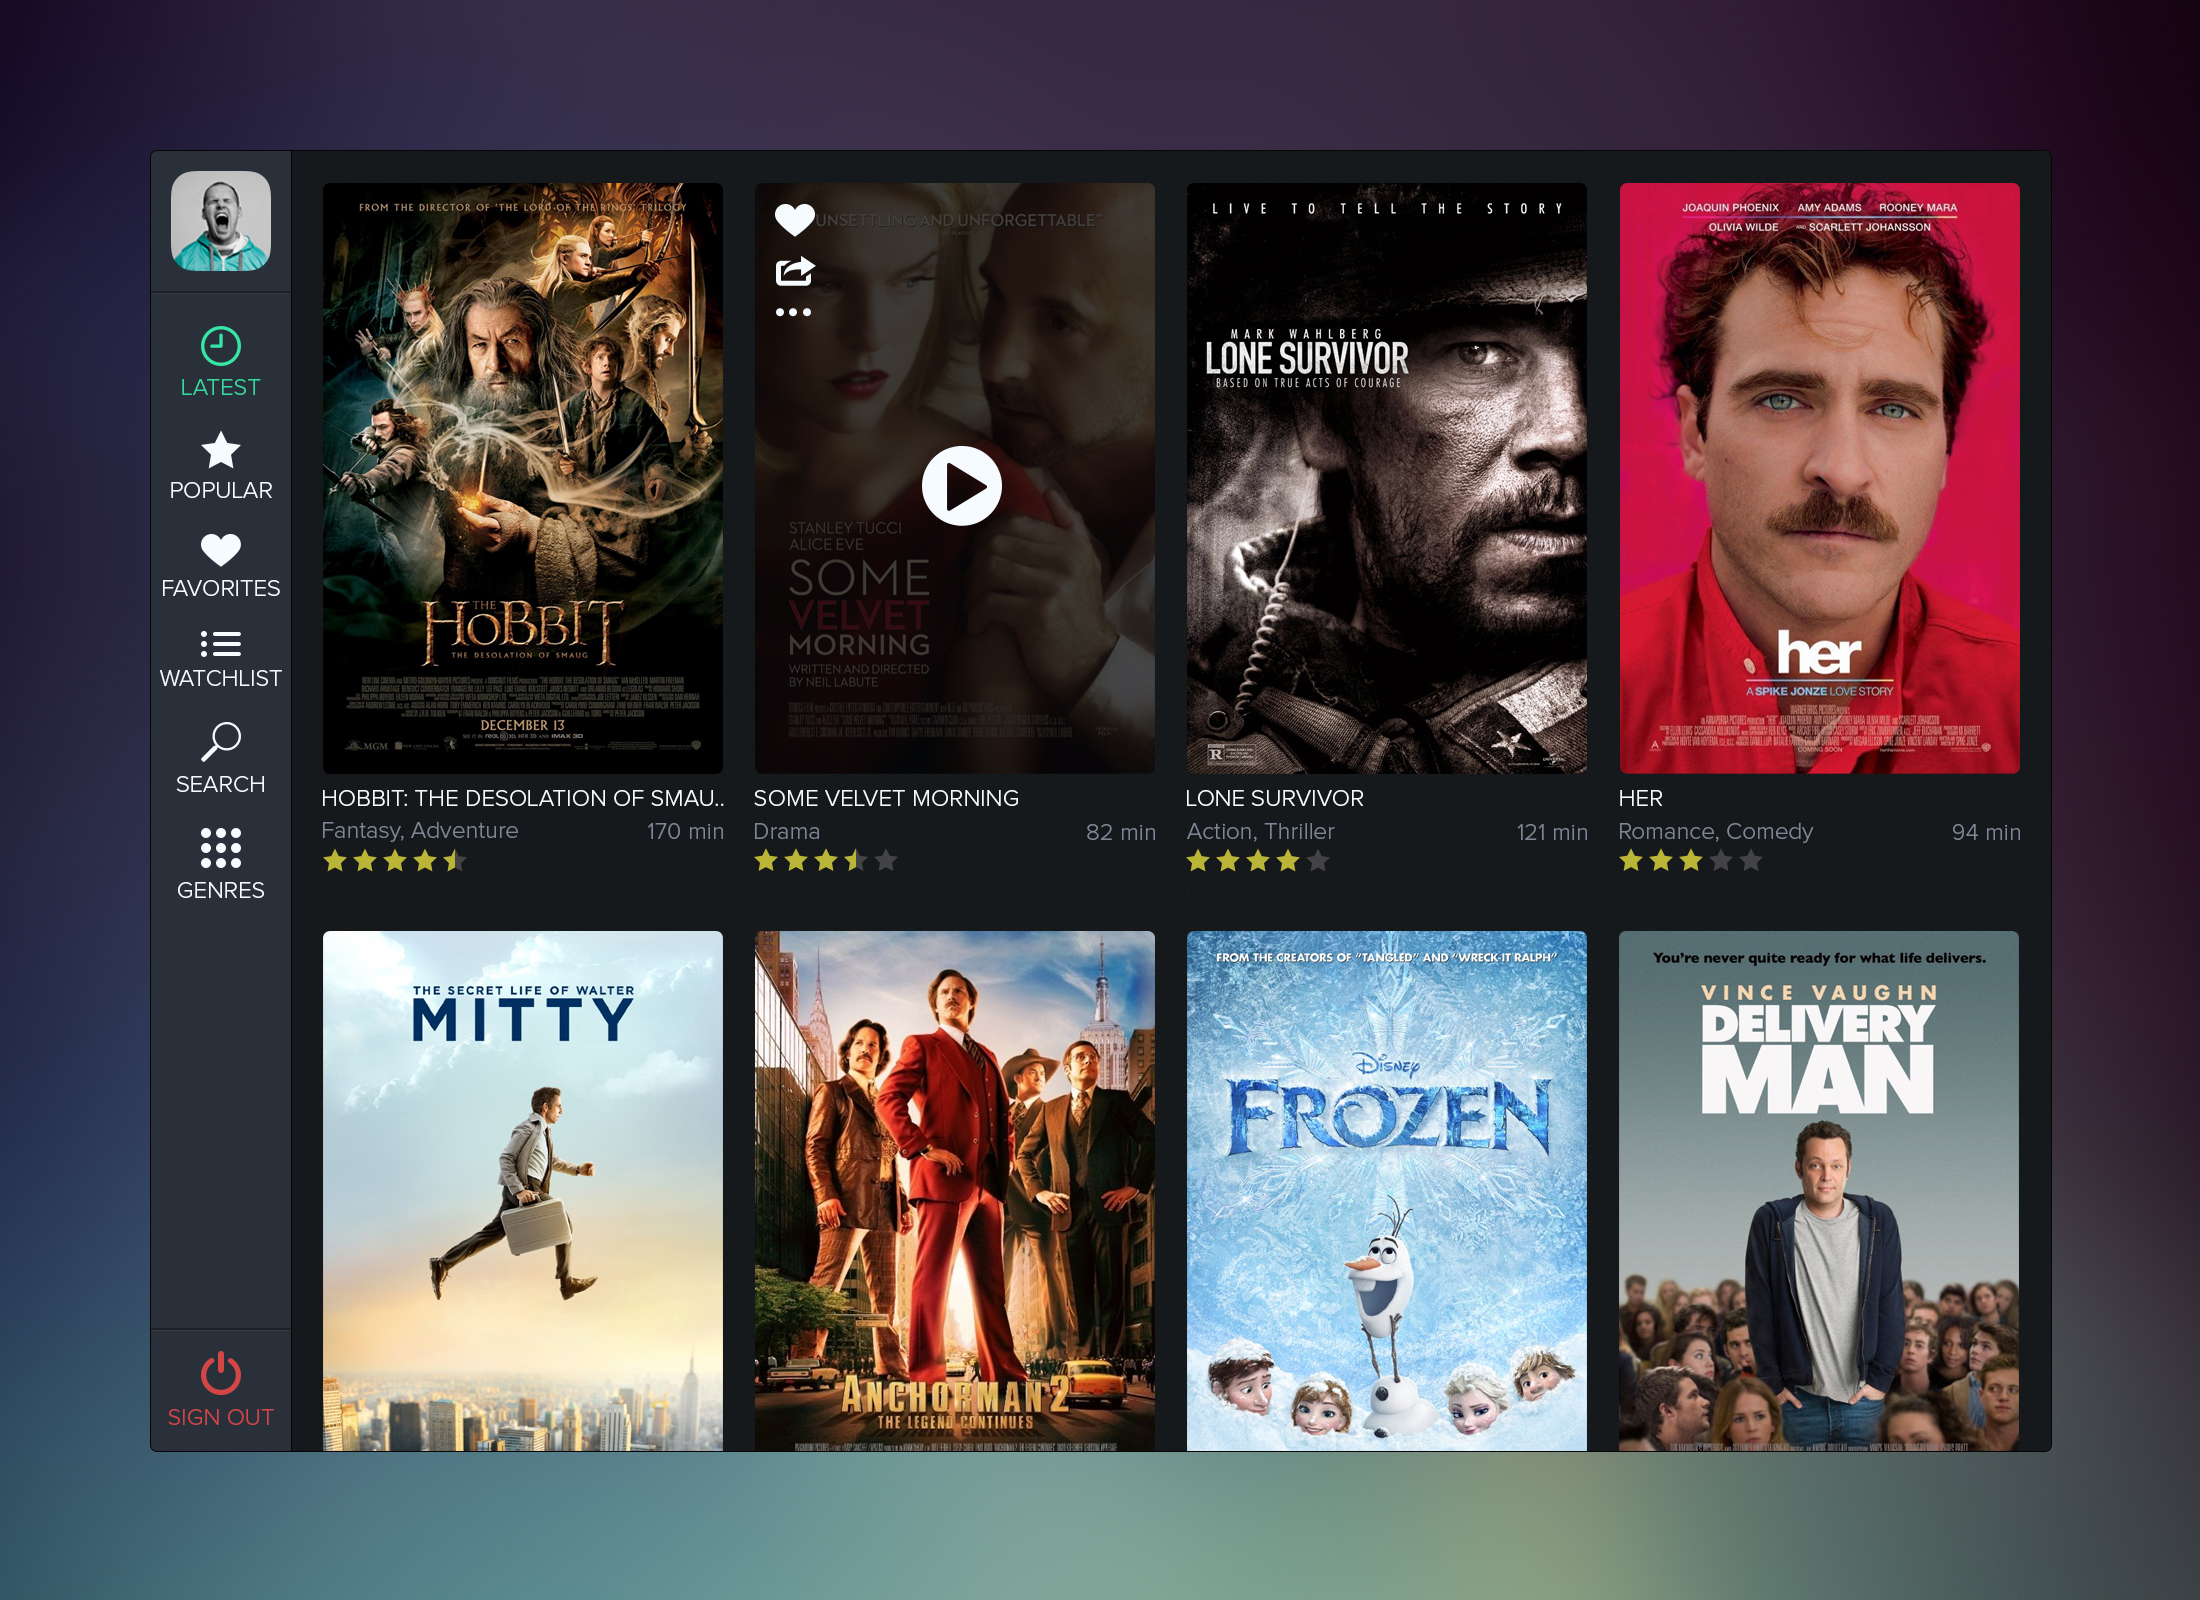 LATEST
POPULAR
FAVORITES
WATCHLIST
SEARCH
GENRES
SIGN OUT
FROM THE DIRECTOR OF 'THE LORD OF THE RINGS' TRILOGY
THE
HOBBIT
THE DESOLATION OF SMAUG
DECEMBER 13
HOBBIT: THE DESOLATION OF SMAU..
Fantasy, Adventure 170 min
UNSETTLING AND UNFORGETTABLE"
STANLEY TUCCI
ALICE EVE
SOME
VELVET
MORNING
WRITTEN AND DIRECTED
BY NEIL LABUTE
SOME VELVET MORNING
Drama 82 min
LIVE TO TELL THE STORY
MARK WAHLBERG
LONE SURVIVOR
BASED ON TRUE ACTS OF COURAGE
R
LONE SURVIVOR
Action, Thriller 121 min
JOAQUIN PHOENIX AMY ADAMS ROONEY MARA
OLIVIA WILDE AND SCARLETT JOHANSSON
her
A SPIKE JONZE LOVE STORY
COMING SOON
HER
Romance, Comedy 94 min
THE SECRET LIFE OF WALTER
MITTY
ANCHORMAN 2
THE LEGEND CONTINUES
FROM THE CREATORS OF "TANGLED" AND "WRECK-IT RALPH"
DISNEY
FROZEN
You're never quite ready for what life delivers.
VINCE VAUGHN
DELIVERY
MAN